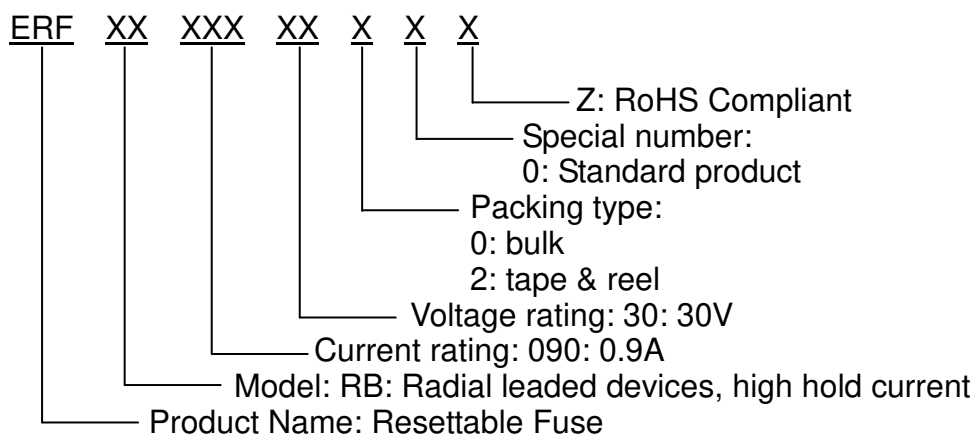 ERF XX XXX XX X X X
Z: RoHS Compliant
Special number:
0: Standard product
Packing type:
0: bulk
2: tape & reel
Voltage rating: 30: 30V
Current rating: 090: 0.9A
Model: RB: Radial leaded devices, high hold current
Product Name: Resettable Fuse